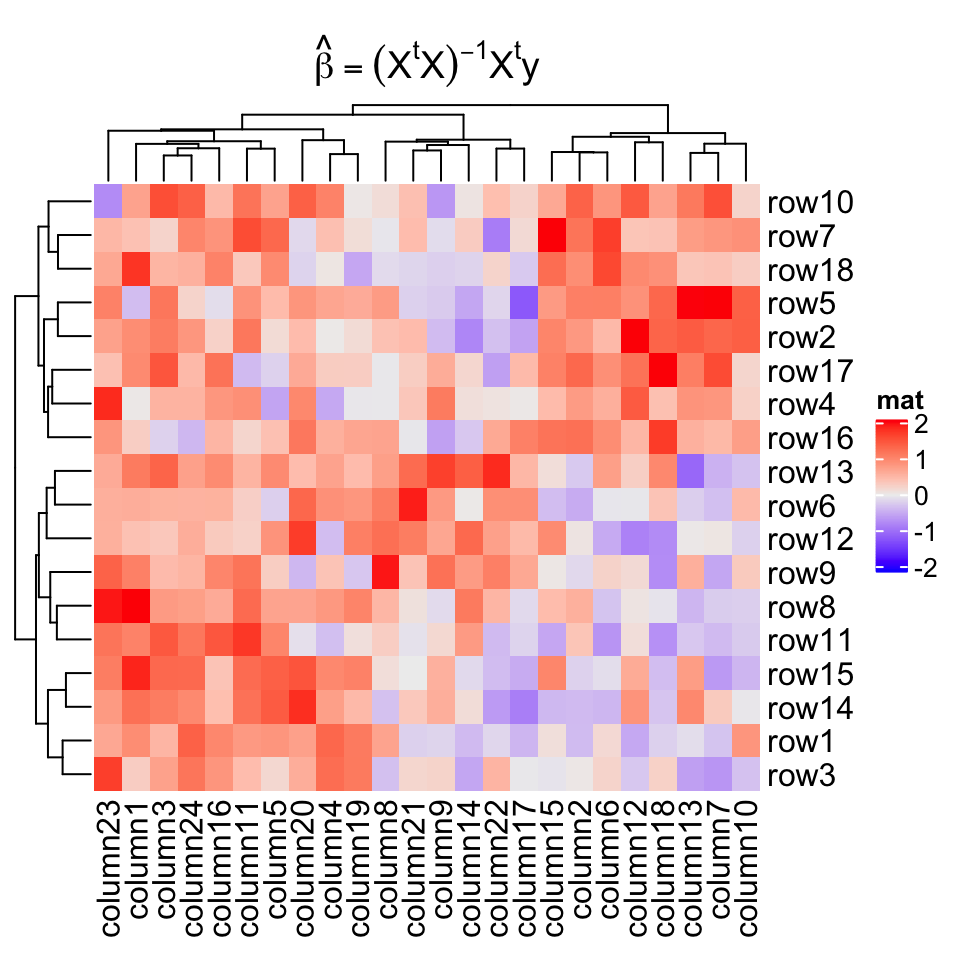 β̂ = (XᵗX)⁻¹Xᵗy
row10
row7
row18
row5
row2
row17
row4
row16
row13
row6
row12
row9
row8
row11
row15
row14
row1
row3
mat
2
1
0
-1
-2
column23
column1
column3
column24
column16
column11
column5
column20
column4
column19
column8
column21
column9
column14
column22
column17
column15
column2
column6
column12
column18
column13
column7
column10